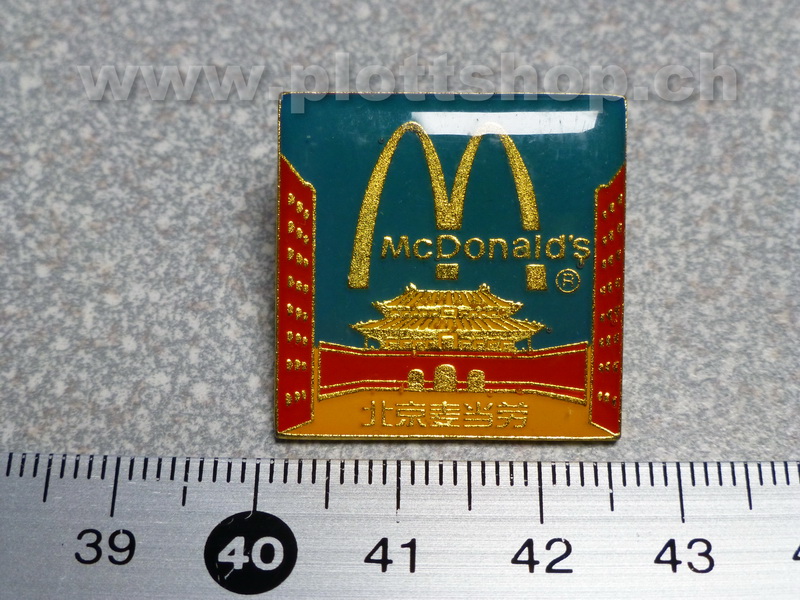 www.plottshop.ch
McDonald's
®
北京麦当劳
39 40 41 42 43